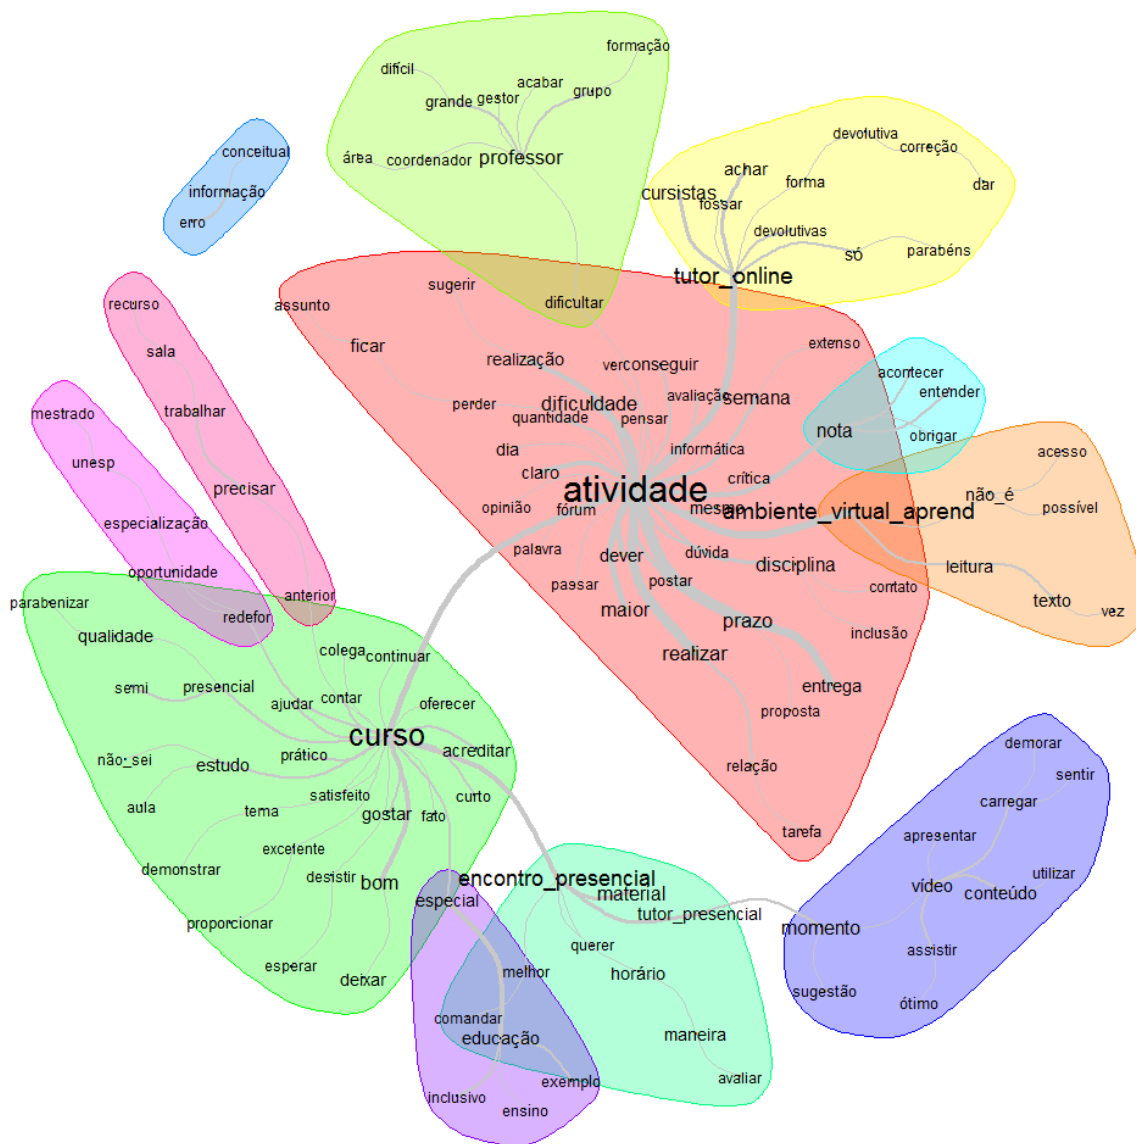 formação
difícil
acabar
grande
gestor
grupo
professor
área
coordenador
dificultar
conceitual
informação
erro
devolutiva
correção
achar
cursistas
fossar
forma
dar
devolutivas
só
parabéns
tutor_online
recurso
sala
trabalhar
precisar
anterior
mestrado
unesp
especialização
oportunidade
redefor
sugerir
assunto
ficar
realização
ver
conseguir
extenso
perder
dificuldade
quantidade
pensar
avaliação
semana
dia
claro
informática
crítica
opinião
atividade
fórum
mesmo
palavra
passar
dever
postar
dúvida
disciplina
contato
maior
prazo
inclusão
realizar
entrega
proposta
relação
tarefa
acontecer
entender
nota
obrigar
acesso
não_é
possível
ambiente_virtual_aprend
leitura
texto
vez
parabenizar
qualidade
colega
continuar
semi
presencial
ajudar
contar
oferecer
curso
acreditar
não_sei
estudo
prático
aula
tema
satisfeito
gostar
fato
curto
demonstrar
excelente
desistir
bom
proporcionar
esperar
deixar
encontro_presencial
material
tutor_presencial
especial
querer
melhor
horário
comandar
educação
maneira
exemplo
avaliar
inclusivo
ensino
demorar
sentir
carregar
apresentar
vídeo
conteúdo
utilizar
momento
assistir
sugestão
ótimo